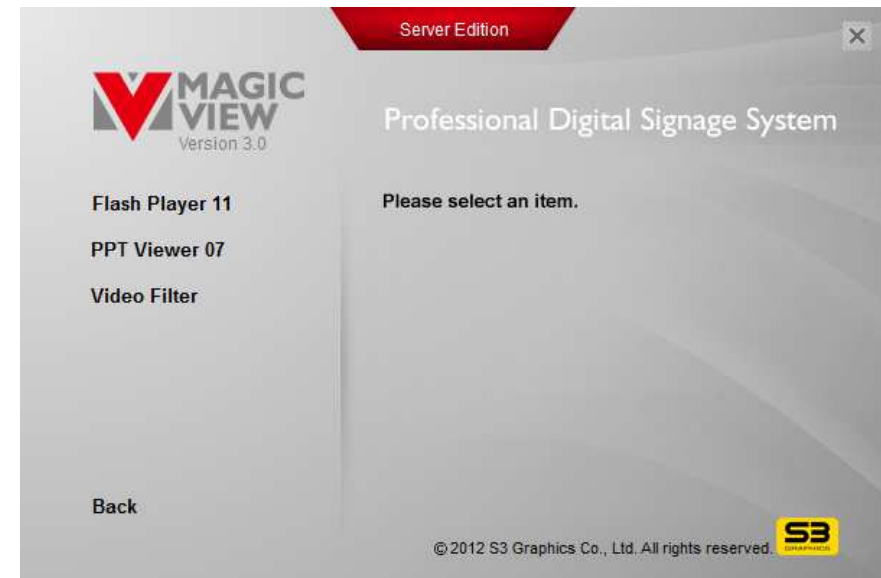 Server Edition
MAGIC
VIEW
Version 3.0
Professional Digital Signage System
Flash Player 11
PPT Viewer 07
Video Filter
Please select an item.
Back
© 2012 S3 Graphics Co., Ltd. All rights reserved.
S3
GRAPHICS